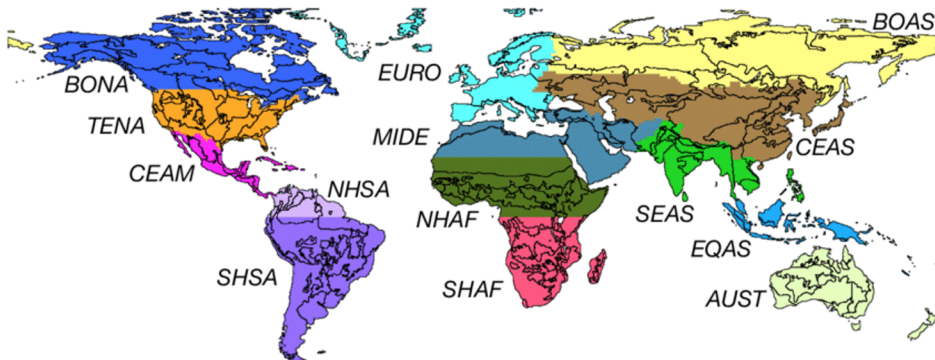 BOAS
EURO
BONA
TENA
MIDE
CEAS
CEAM
NHSA
SEAS
NHAF
EQAS
SHSA
SHAF
AUST